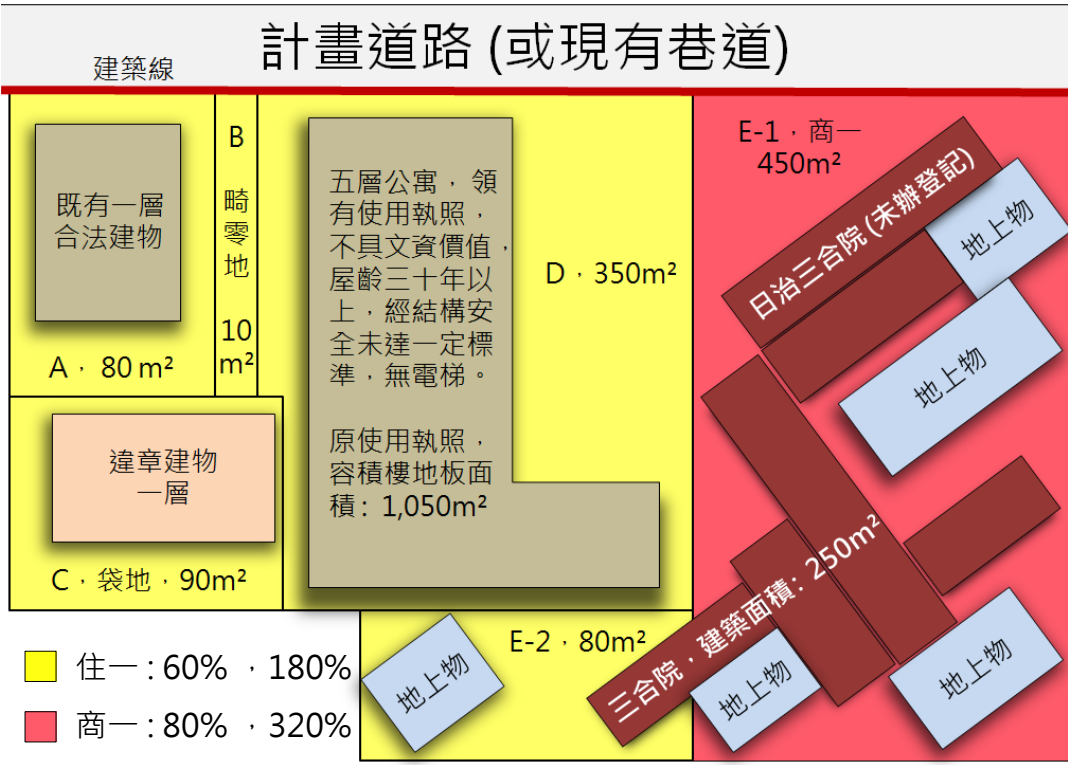 計畫道路 (或現有巷道)
建築線
既有一層
合法建物
A， 80 m²
B
畸
零
地
10
m²
五層公寓，領
有使用執照，
不具文資價值，
屋齡三十年以
上，經結構安
全未達一定標
準，無電梯。
原使用執照，
容積樓地板面
積：1,050m²
D，350m²
E-1，商一
450m²
日治三合院(未辦登記)
地上物
地上物
違章建物
一層
C，袋地，90m²
E-2，80m²
三合院，建築面積：250m²
地上物
地上物
地上物
住一：60% ，180%
商一：80% ，320%